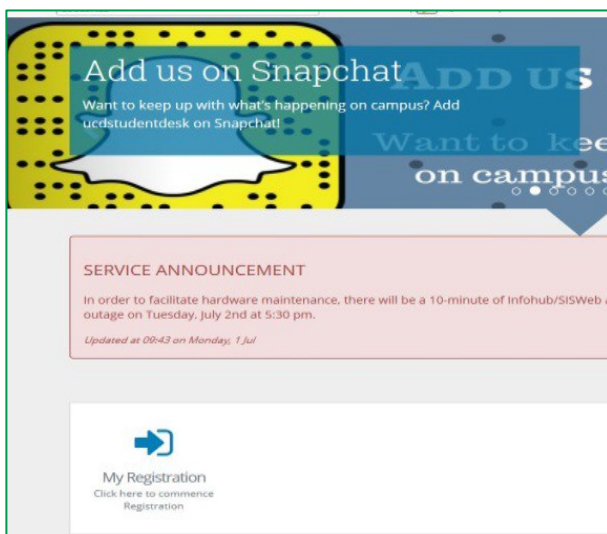 Add us on Snapchat
Want to keep up with what's happening on campus? Add
ucdstudentdesk on Snapchat!
ADD US
Want to kee
on campus
SERVICE ANNOUNCEMENT
In order to facilitate hardware maintenance, there will be a 10-minute of Infohub/SISWeb a
outage on Tuesday, July 2nd at 5:30 pm.
Updated at 09:43 on Monday, 1 Jul
My Registration
Click here to commence
Registration